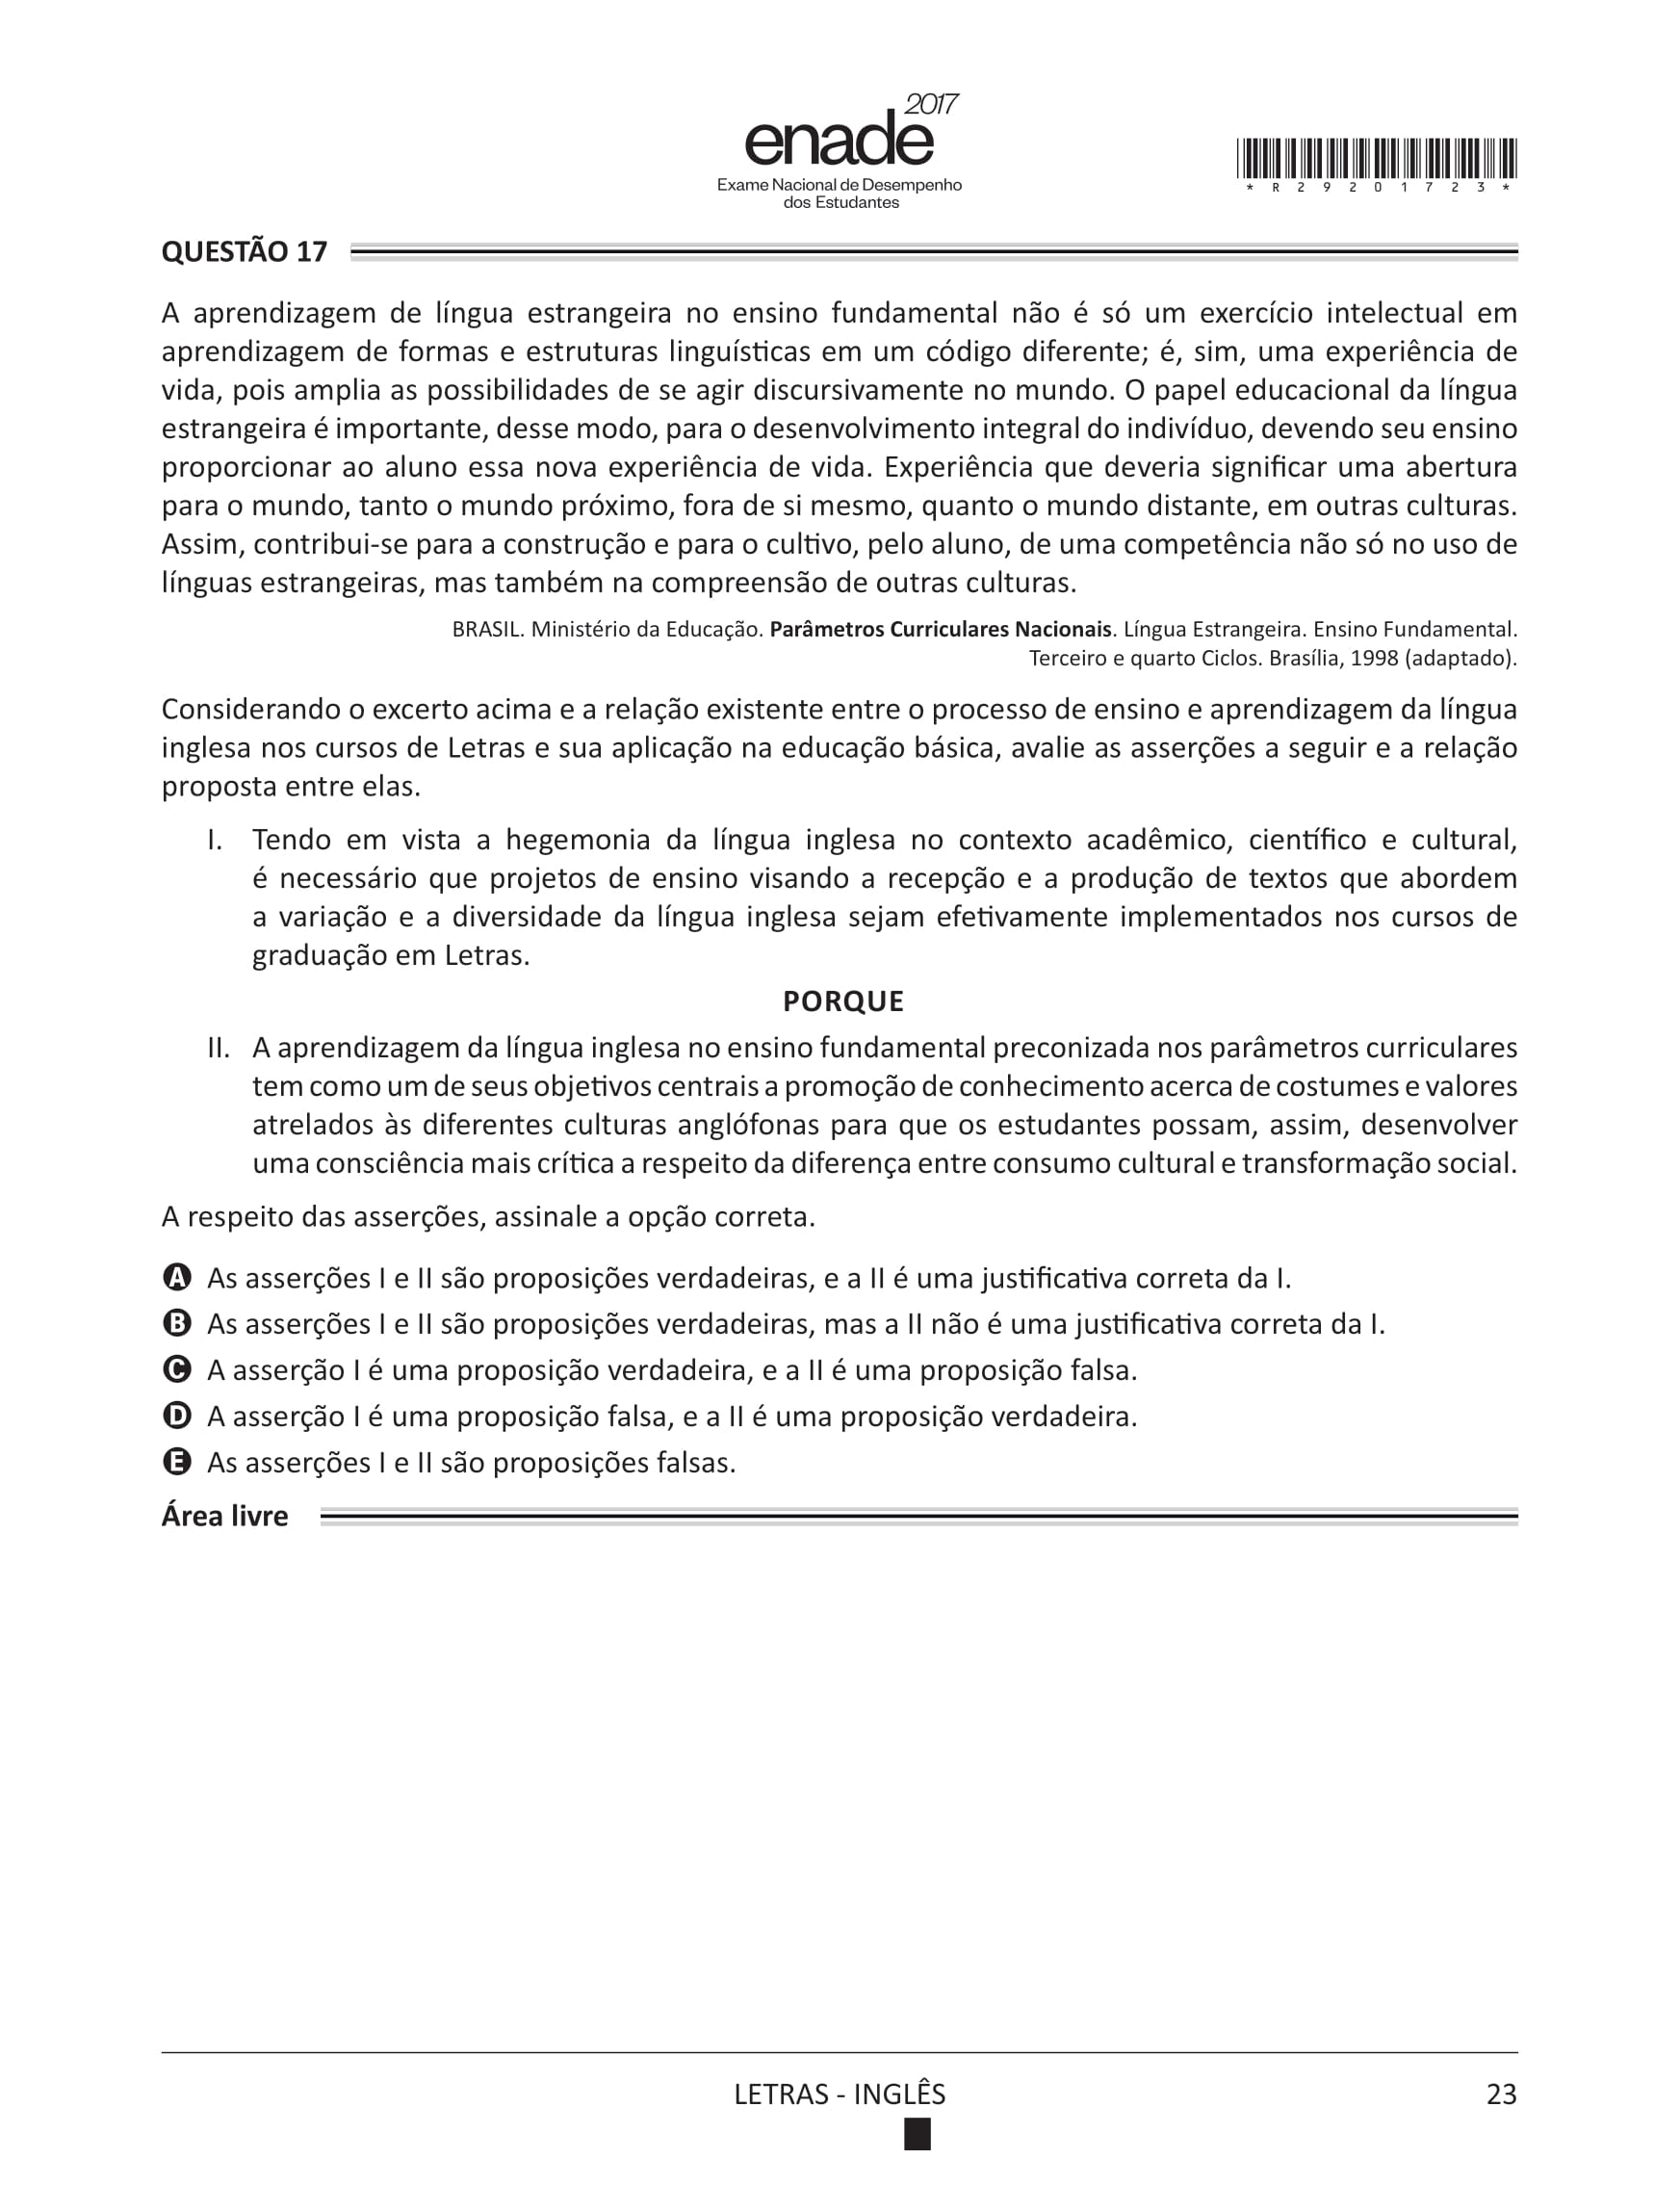 2017
enade
Exame Nacional de Desempenho
dos Estudantes
* R 2 9 2 0 1 7 2 3 *
QUESTÃO 17
A aprendizagem de língua estrangeira no ensino fundamental não é só um exercício intelectual em
aprendizagem de formas e estruturas linguísticas em um código diferente; é, sim, uma experiência de
vida, pois amplia as possibilidades de se agir discursivamente no mundo. O papel educacional da língua
estrangeira é importante, desse modo, para o desenvolvimento integral do indivíduo, devendo seu ensino
proporcionar ao aluno essa nova experiência de vida. Experiência que deveria significar uma abertura
para o mundo, tanto o mundo próximo, fora de si mesmo, quanto o mundo distante, em outras culturas.
Assim, contribui-se para a construção e para o cultivo, pelo aluno, de uma competência não só no uso de
línguas estrangeiras, mas também na compreensão de outras culturas.
BRASIL. Ministério da Educação. Parâmetros Curriculares Nacionais. Língua Estrangeira. Ensino Fundamental.
Terceiro e quarto Ciclos. Brasília, 1998 (adaptado).
Considerando o excerto acima e a relação existente entre o processo de ensino e aprendizagem da língua
inglesa nos cursos de Letras e sua aplicação na educação básica, avalie as asserções a seguir e a relação
proposta entre elas.
I. Tendo em vista a hegemonia da língua inglesa no contexto acadêmico, científico e cultural,
é necessário que projetos de ensino visando a recepção e a produção de textos que abordem
a variação e a diversidade da língua inglesa sejam efetivamente implementados nos cursos de
graduação em Letras.
PORQUE
II. A aprendizagem da língua inglesa no ensino fundamental preconizada nos parâmetros curriculares
tem como um de seus objetivos centrais a promoção de conhecimento acerca de costumes e valores
atrelados às diferentes culturas anglófonas para que os estudantes possam, assim, desenvolver
uma consciência mais crítica a respeito da diferença entre consumo cultural e transformação social.
A respeito das asserções, assinale a opção correta.
A As asserções I e II são proposições verdadeiras, e a II é uma justificativa correta da I.
B As asserções I e II são proposições verdadeiras, mas a II não é uma justificativa correta da I.
C A asserção I é uma proposição verdadeira, e a II é uma proposição falsa.
D A asserção I é uma proposição falsa, e a II é uma proposição verdadeira.
E As asserções I e II são proposições falsas.
Área livre
LETRAS - INGLÊS
23